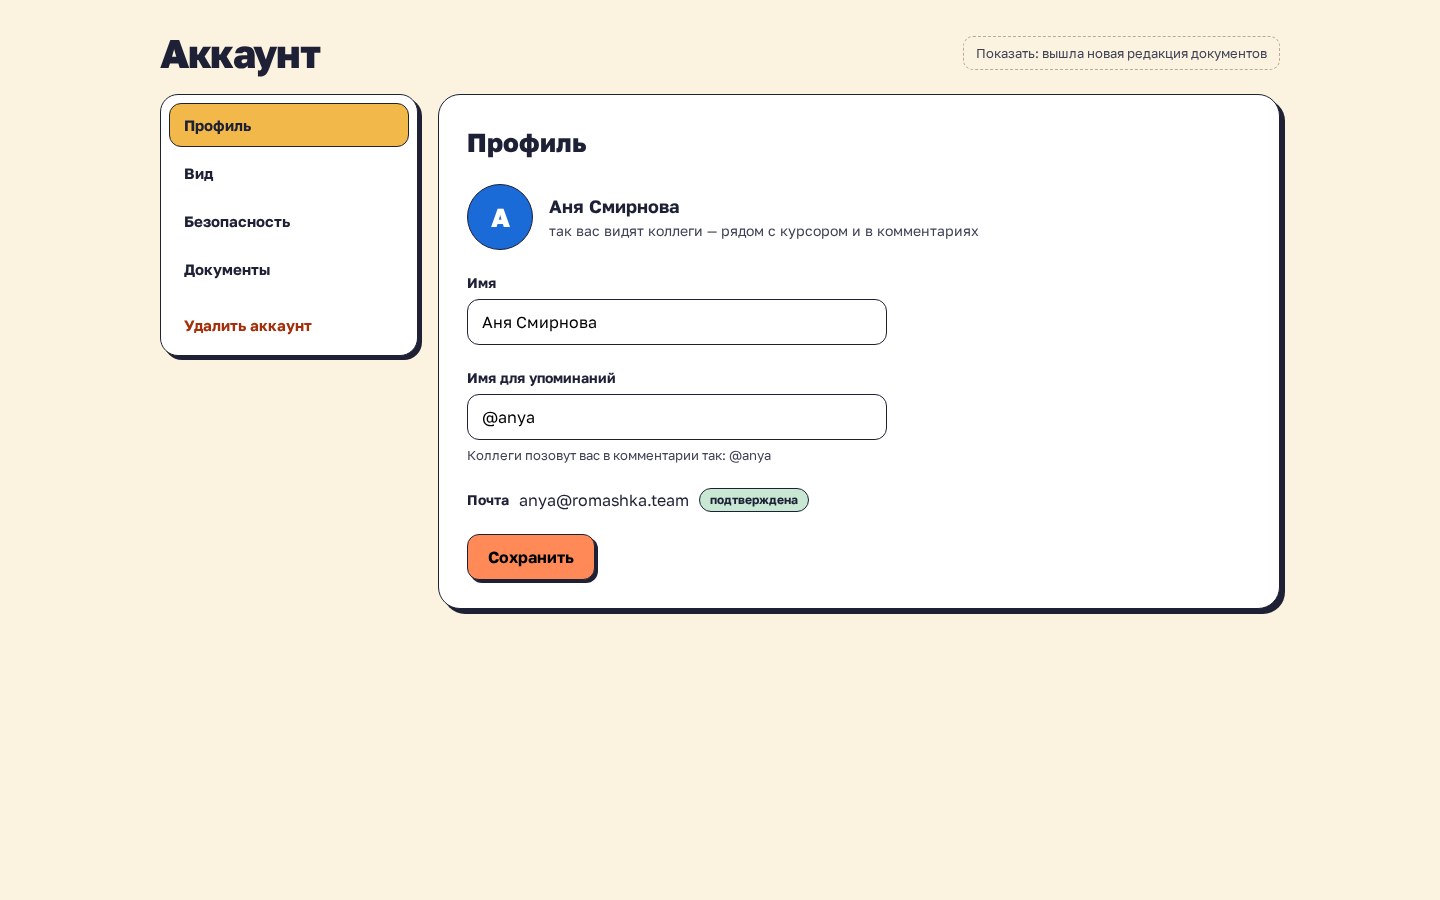 Аккаунт
Показать: вышла новая редакция документов
Профиль
Вид
Безопасность
Документы
Удалить аккаунт
Профиль
А
Аня Смирнова
так вас видят коллеги — рядом с курсором и в комментариях
Имя
Аня Смирнова
Имя для упоминаний
@anya
Коллеги позовут вас в комментарии так: @anya
Почта anya@romashka.team подтверждена
Сохранить